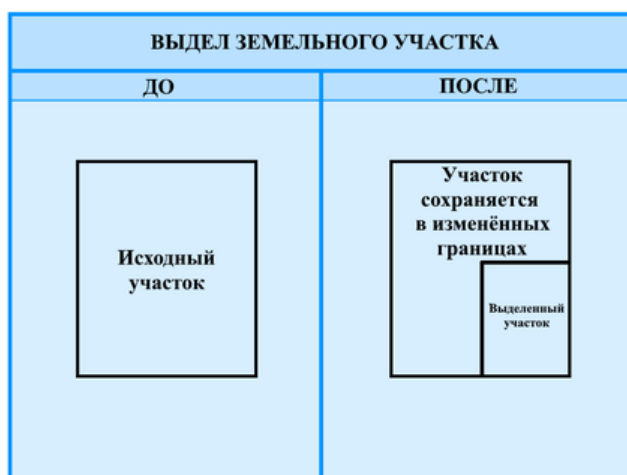 ВЫДЕЛ ЗЕМЕЛЬНОГО УЧАСТКА
ДО
ПОСЛЕ
Исходный
участок
Участок
сохраняется
в изменённых
границах
Выделенный
участок